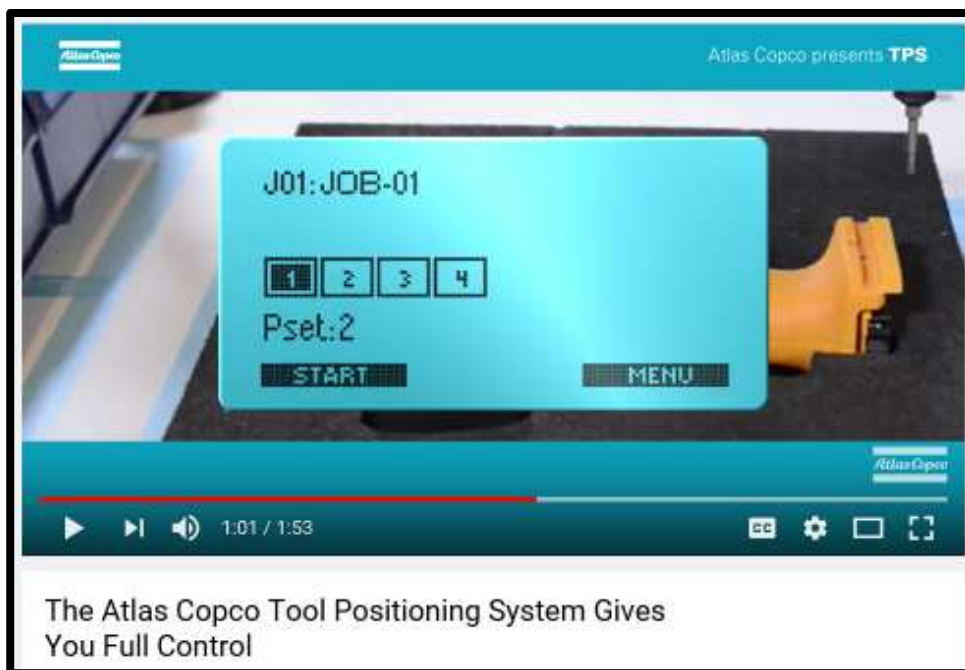 Atlas Copco
Atlas Copco presents TPS
J01:JOB-01
1 2 3 4
Pset:2
START MENU
Atlas Copco
1:01 / 1:53
CC
The Atlas Copco Tool Positioning System Gives
You Full Control